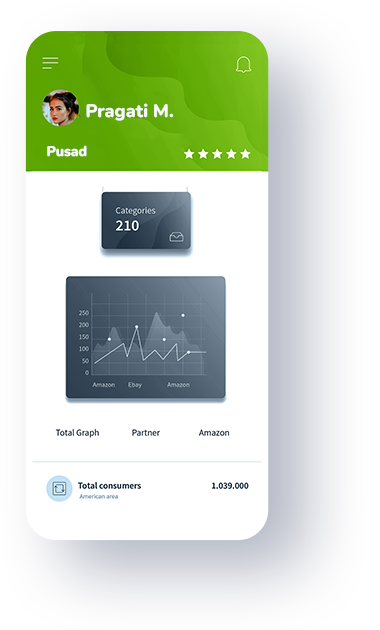 Pragati M.
Pusad
Categories
210
250
200
150
100
50
0
Amazon Ebay Amazon
Total Graph Partner Amazon
Total consumers 1.039.000
American area